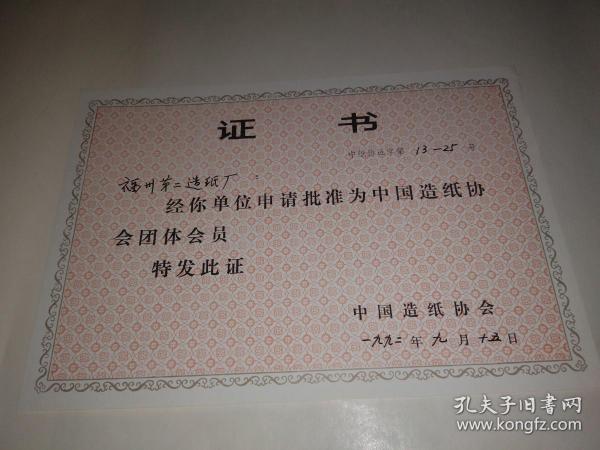 证 书
中纸协团字第 13-25 号
福州第二造纸厂：
经你单位申请批准为中国造纸协
会团体会员
特发此证
中国造纸协会
一九九二年九月十五日
孔夫子旧书网
www.kongfz.com